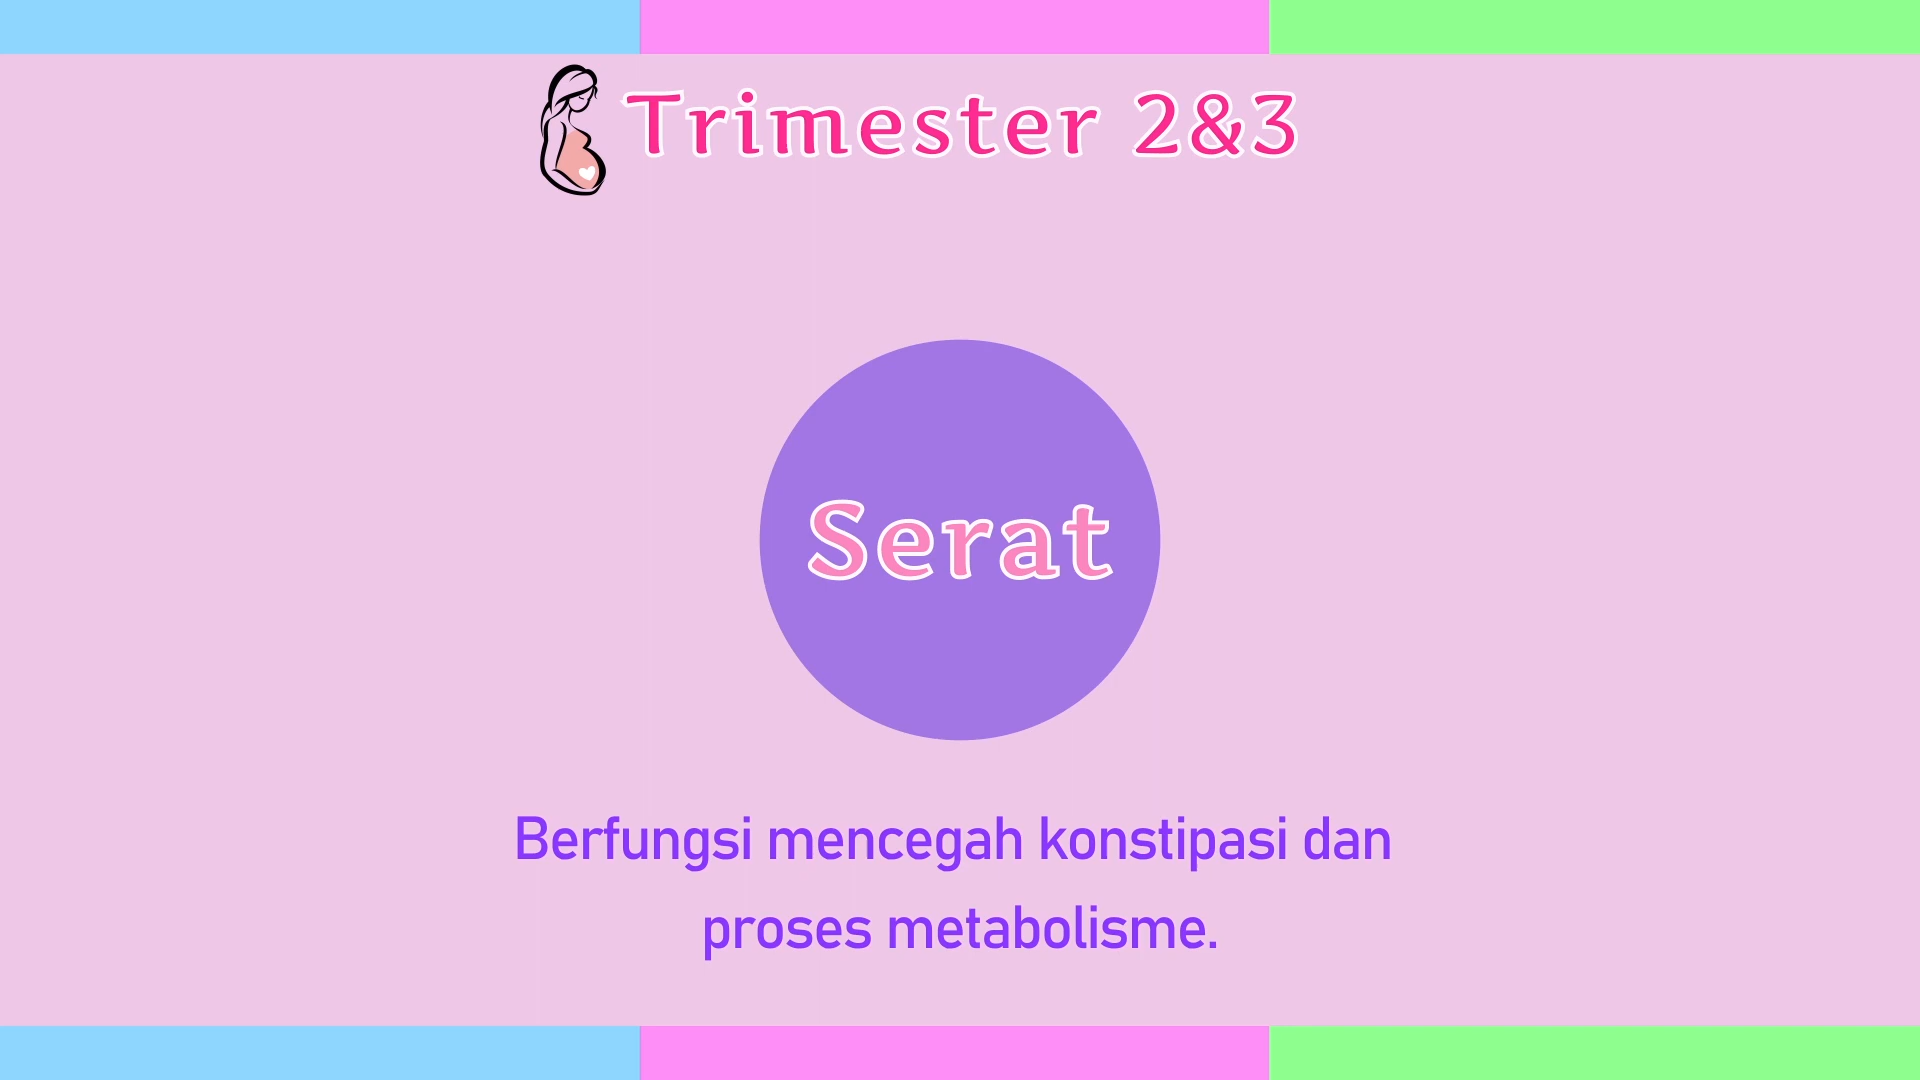 Trimester 2&3
Serat
Berfungsi mencegah konstipasi dan
proses metabolisme.